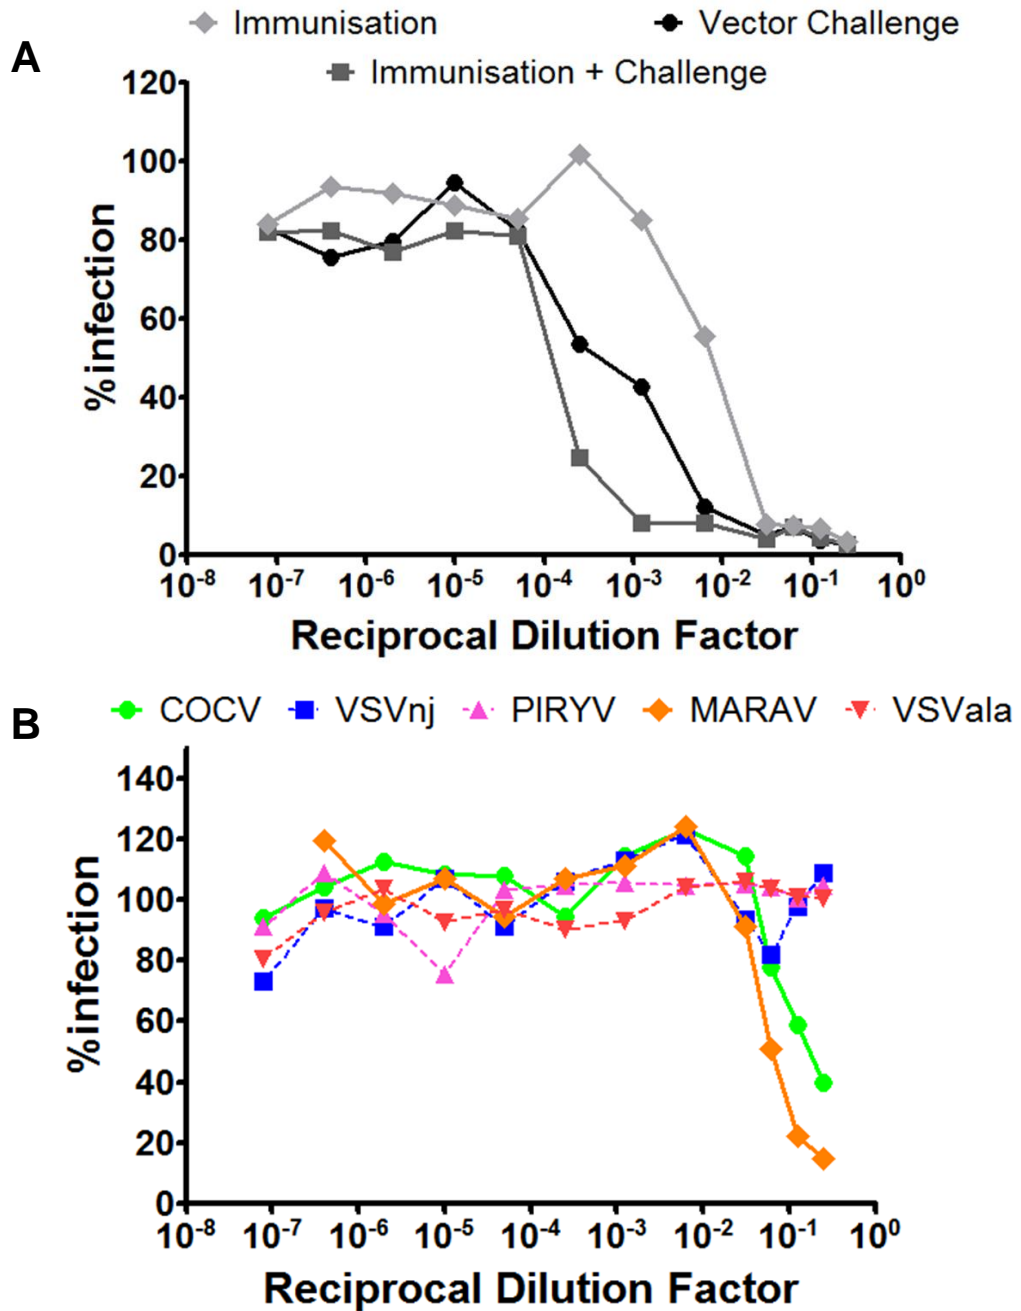 Immunisation
Vector Challenge
A
Immunisation + Challenge
120
100
80
60
40
20
0
%infection
10-8
10-7
10-6
10-5
10-4
10-3
10-2
10-1
100
Reciprocal Dilution Factor
COCV
VSVnj
PIRYV
MARAV
VSVala
B
140
120
100
80
60
40
20
0
%infection
10-8
10-7
10-6
10-5
10-4
10-3
10-2
10-1
100
Reciprocal Dilution Factor